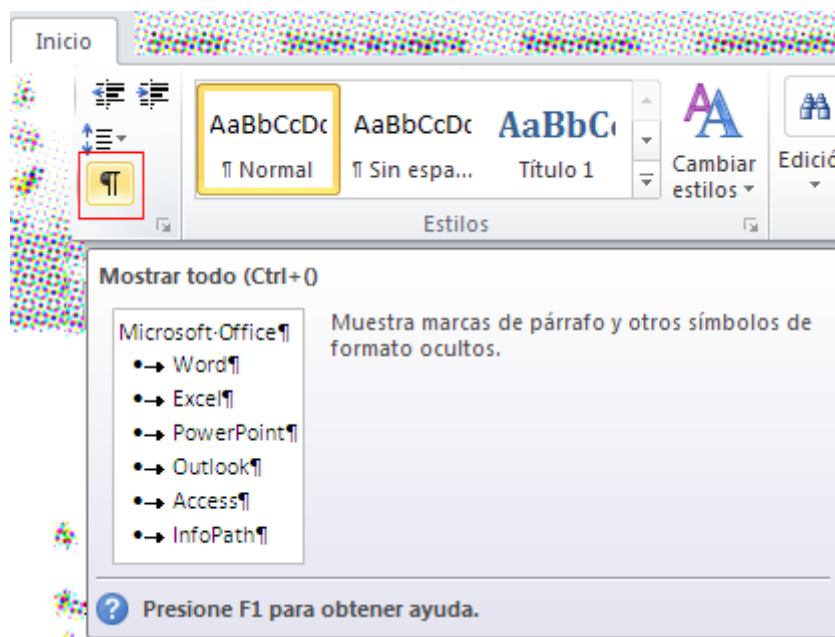 Inicio
AaBbCcDc AaBbCcDc AaBbC
¶ Normal ¶ Sin espa... Título 1
Cambiar
estilos
Edició
¶
Estilos
Mostrar todo (Ctrl+()
Muestra marcas de párrafo y otros símbolos de
formato ocultos.
Microsoft·Office¶
•→ Word¶
•→ Excel¶
•→ PowerPoint¶
•→ Outlook¶
•→ Access¶
•→ InfoPath¶
Presione F1 para obtener ayuda.